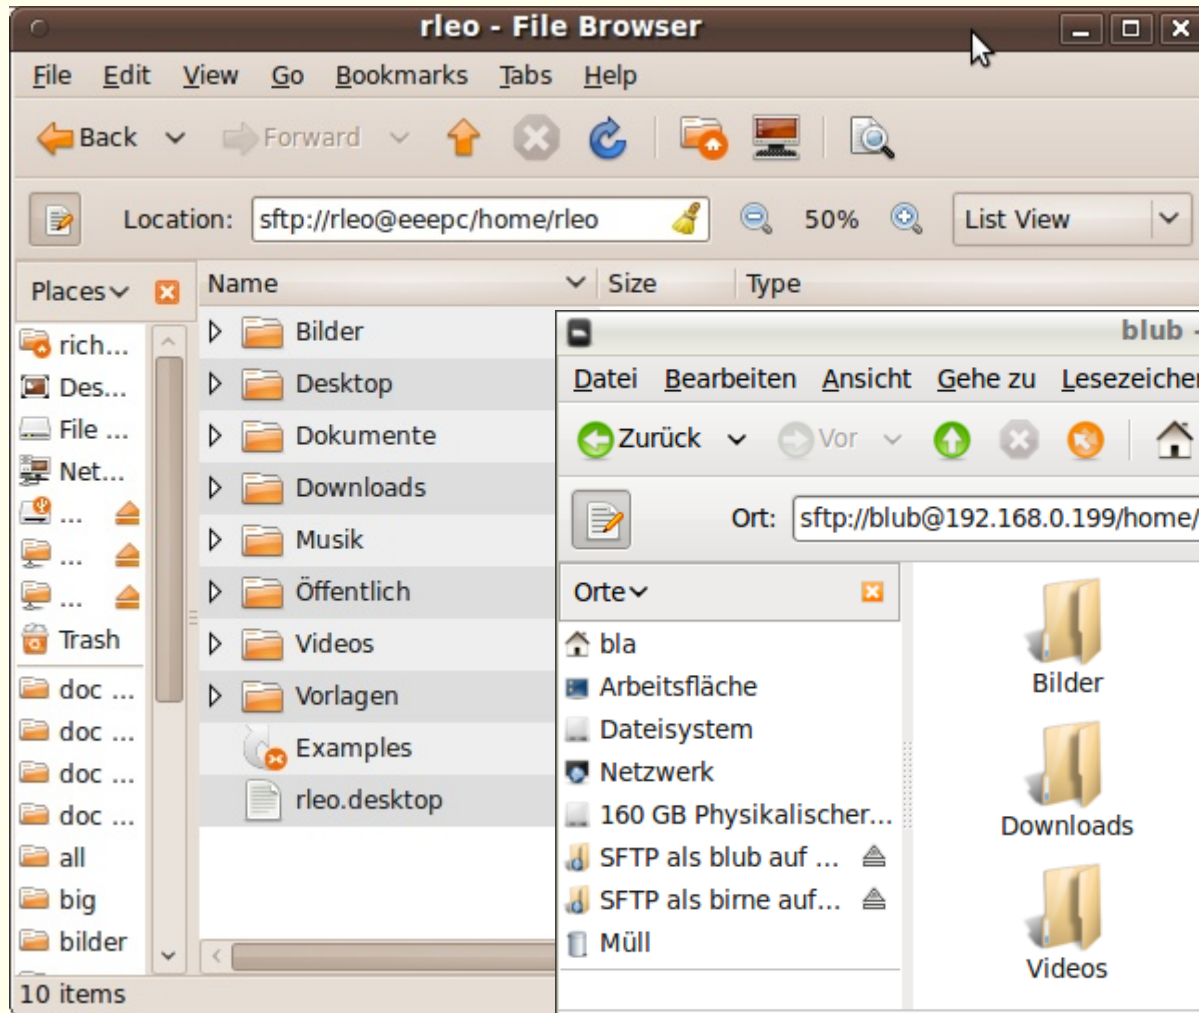 rleo - File Browser
File Edit View Go Bookmarks Tabs Help
Back Forward
Location: sftp://rleo@eeepc/home/rleo 50% List View
Places
rich...
Des...
File ...
Net...
...
...
...
Trash
doc ...
doc ...
doc ...
doc ...
all
big
bilder
Name Size Type
Bilder
Desktop
Dokumente
Downloads
Musik
Öffentlich
Videos
Vorlagen
Examples
rleo.desktop
10 items
blub -
Datei Bearbeiten Ansicht Gehe zu Lesezeichen
Zurück Vor
Ort: sftp://blub@192.168.0.199/home/
Orte
bla
Arbeitsfläche
Dateisystem
Netzwerk
160 GB Physikalischer...
SFTP als blub auf ...
SFTP als birne auf...
Müll
Bilder
Downloads
Videos